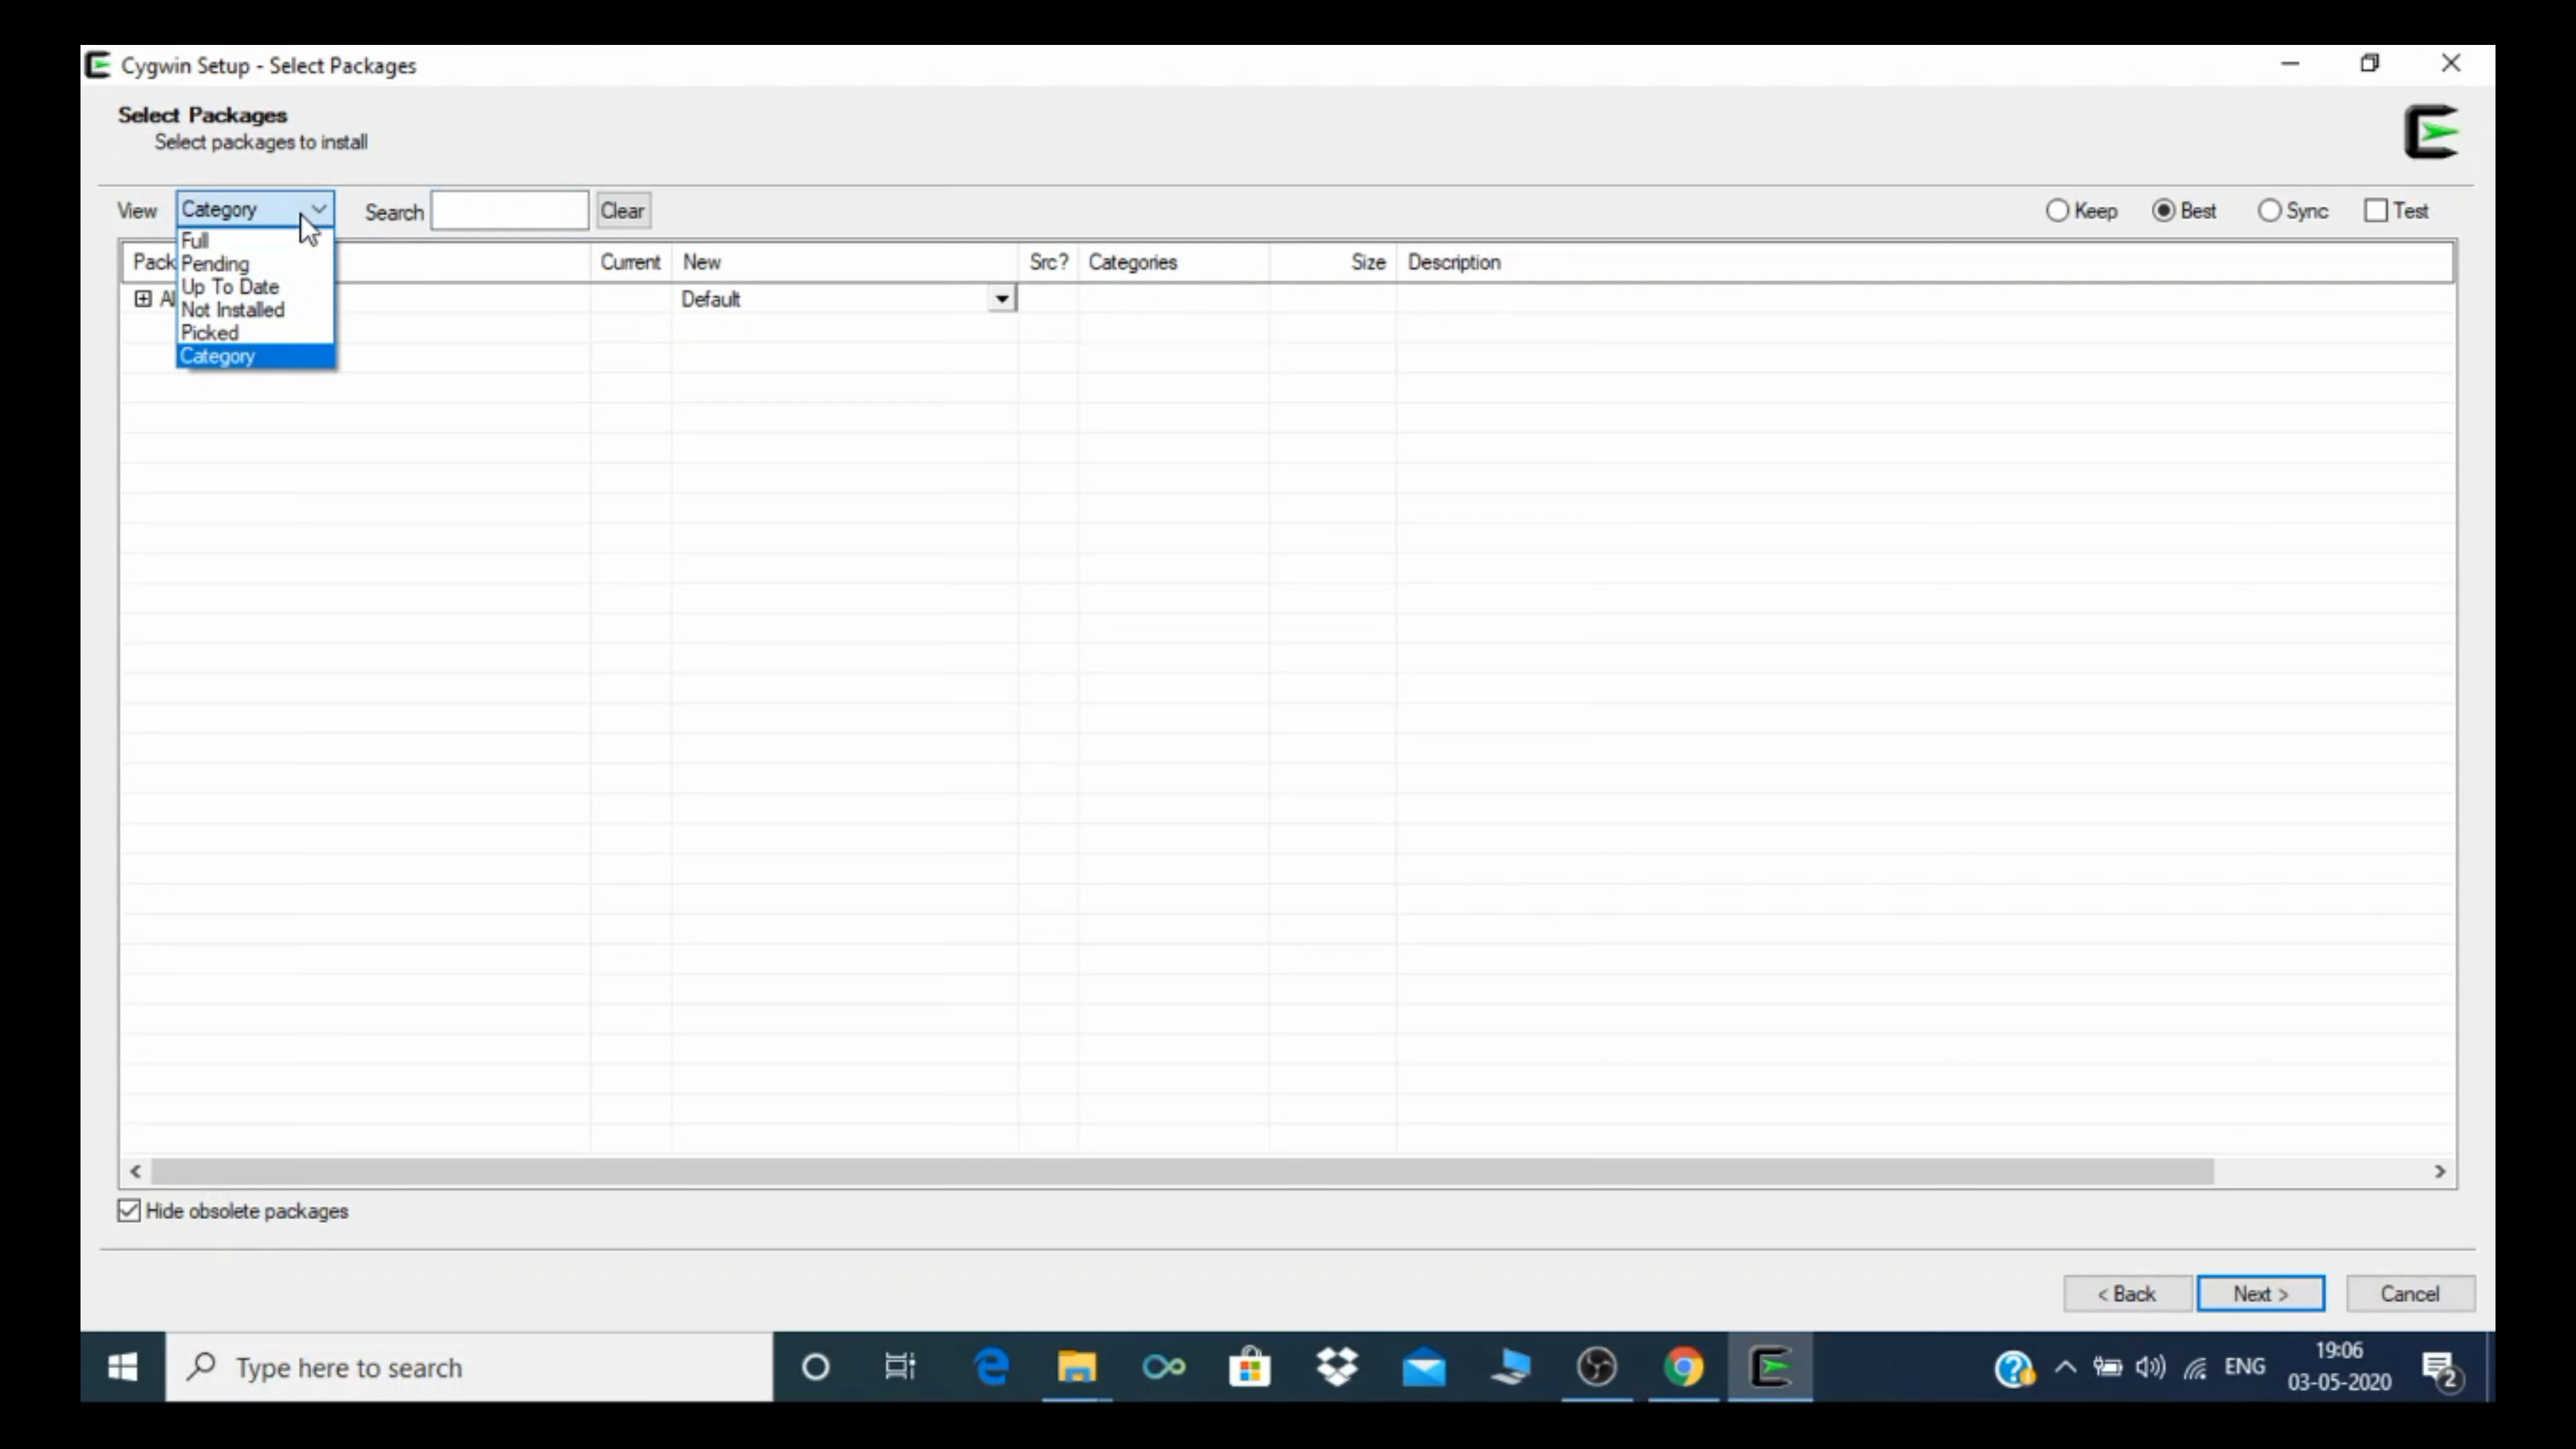 Cygwin Setup - Select Packages
Select Packages
Select packages to install
View Category Search Clear Keep Best Sync Test
Full
Pending
Up To Date
Not Installed
Picked
Category
Current New Src? Categories Size Description
Default
Hide obsolete packages
< Back Next > Cancel
Type here to search
ENG
19:06
03-05-2020
2